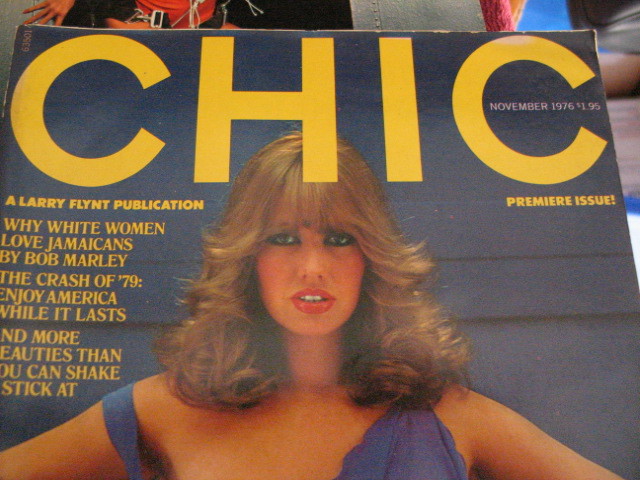 CHIC
NOVEMBER 1976 $1.95
A LARRY FLYNT PUBLICATION
PREMIERE ISSUE!
WHY WHITE WOMEN
LOVE JAMAICANS
BY BOB MARLEY
THE CRASH OF '79:
ENJOY AMERICA
WHILE IT LASTS
ND MORE
EAUTIES THAN
OU CAN SHAKE
STICK AT